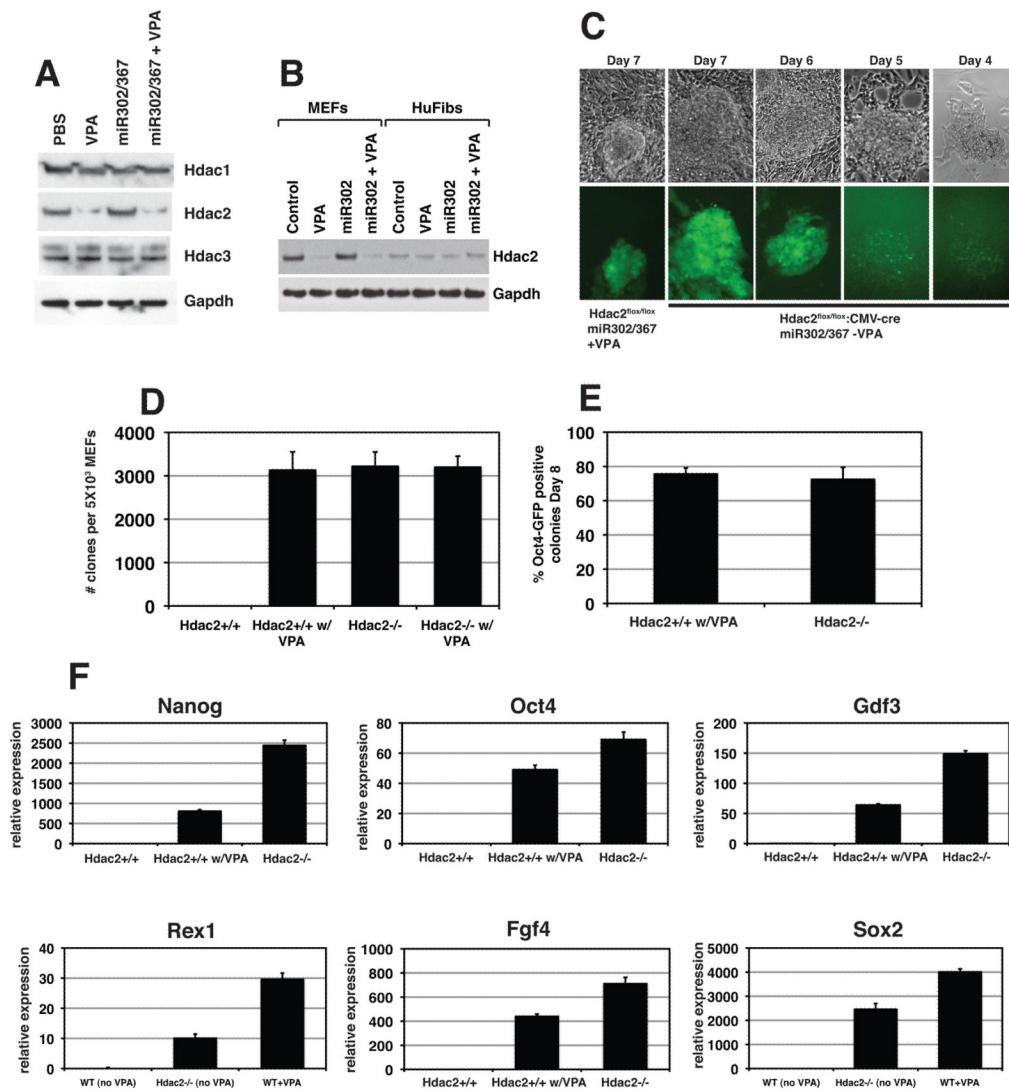 A
PBS
VPA
miR302/367
miR302/367 + VPA
Hdac1
Hdac2
Hdac3
Gapdh
B
MEFs
HuFibs
Control
VPA
miR302
miR302 + VPA
Control
VPA
miR302
miR302 + VPA
Hdac2
Gapdh
C
Day 7
Day 7
Day 6
Day 5
Day 4
Hdac2flox/flox
miR302/367
+VPA
Hdac2flox/flox:CMV-cre
miR302/367 -VPA
D
# clones per 5X10³ MEFs
4000
3000
2000
1000
0
Hdac2+/+
Hdac2+/+ w/
VPA
Hdac2-/-
Hdac2-/- w/
VPA
E
% Oct4-GFP positive
colonies Day 8
100
80
60
40
20
0
Hdac2+/+ w/VPA
Hdac2-/-
F
Nanog
relative expression
3000
2500
2000
1500
1000
500
0
Hdac2+/+
Hdac2+/+ w/VPA
Hdac2-/-
Oct4
relative expression
80
60
40
20
0
Hdac2+/+
Hdac2+/+ w/VPA
Hdac2-/-
Gdf3
relative expression
200
150
100
50
0
Hdac2+/+
Hdac2+/+ w/VPA
Hdac2-/-
Rex1
relative expression
40
30
20
10
0
WT (no VPA)
Hdac2-/- (no VPA)
WT+VPA
Fgf4
relative expression
1000
800
600
400
200
0
Hdac2+/+
Hdac2+/+ w/VPA
Hdac2-/-
Sox2
relative expression
5000
4000
3000
2000
1000
0
WT (no VPA)
Hdac2-/- (no VPA)
WT+VPA